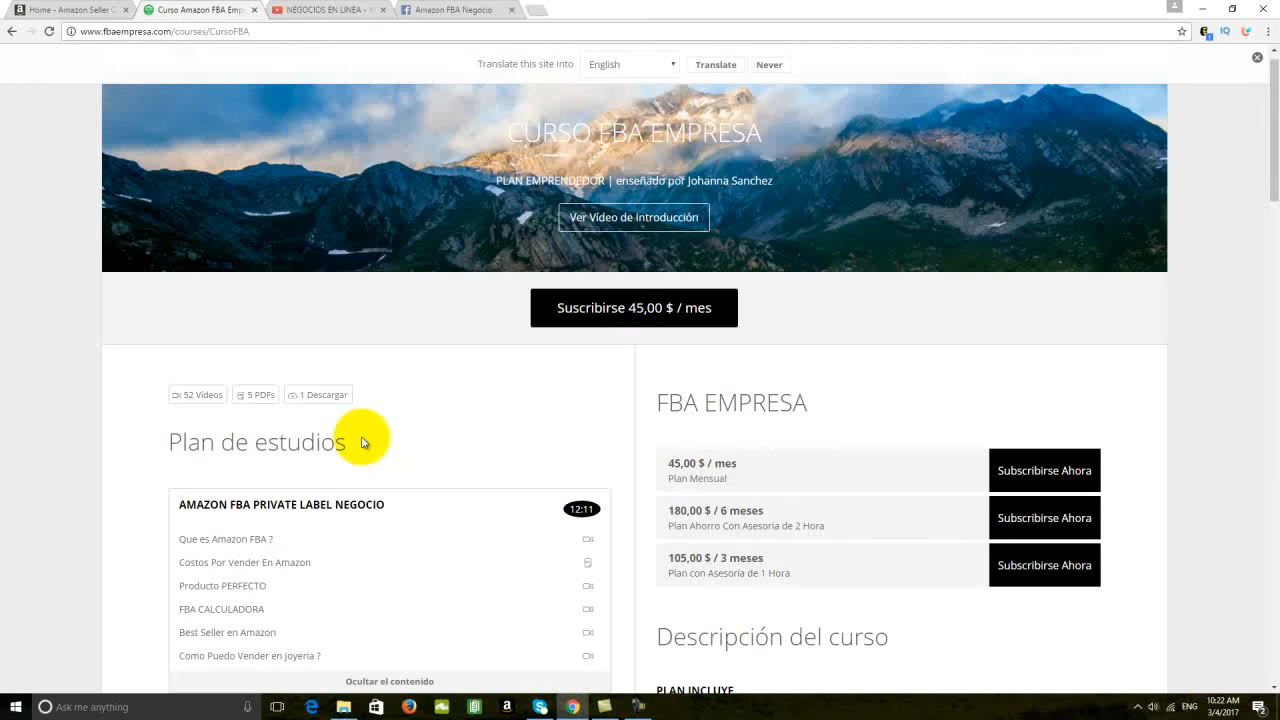 Home - Amazon Seller C
Curso Amazon FBA Emp
NEGOCIOS EN LINEA - Y
Amazon FBA Negocio
www.fbaempresa.com/courses/CursoFBA
Translate this site into
English
Translate
Never
CURSO FBA EMPRESA
PLAN EMPRENDEDOR | enseñado por Johanna Sanchez
Ver Vídeo de Introducción
Suscribirse 45,00 $ / mes
52 Vídeos
5 PDFs
1 Descargar
Plan de estudios
AMAZON FBA PRIVATE LABEL NEGOCIO
12:11
Que es Amazon FBA ?
Costos Por Vender En Amazon
Producto PERFECTO
FBA CALCULADORA
Best Seller en Amazon
Como Puedo Vender en Joyeria ?
Ocultar el contenido
FBA EMPRESA
45,00 $ / mes
Plan Mensual
Subscribirse Ahora
180,00 $ / 6 meses
Plan Ahorro Con Asesoria de 2 Hora
Subscribirse Ahora
105,00 $ / 3 meses
Plan con Asesoría de 1 Hora
Subscribirse Ahora
Descripción del curso
PLAN INCLUYE
Ask me anything
ENG
10:22 AM
3/4/2017